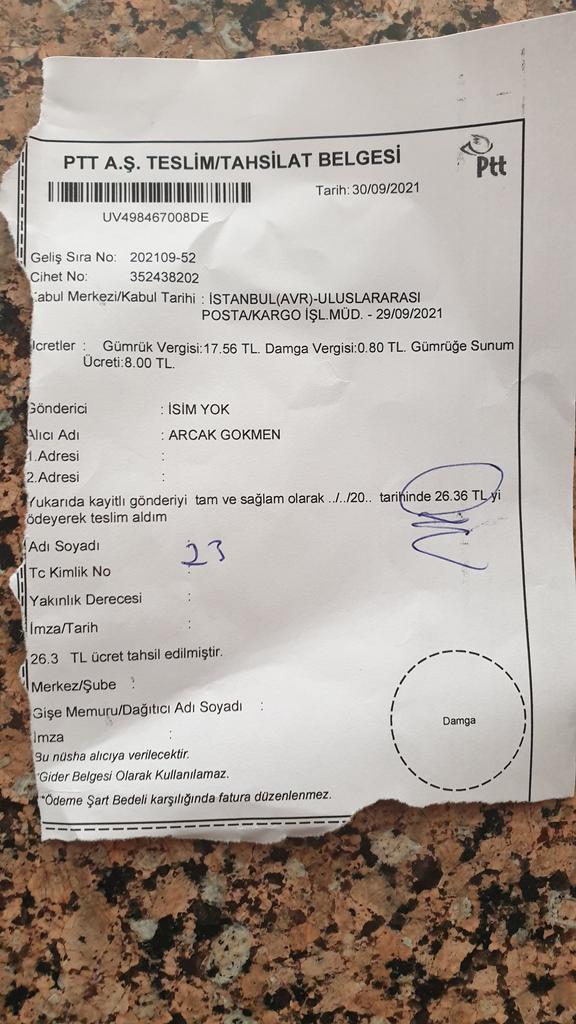 PTT A.Ş. TESLİM/TAHSİLAT BELGESİ
Ptt
Tarih: 30/09/2021
UV498467008DE
Geliş Sıra No: 202109-52
Cihet No: 352438202
abul Merkezi/Kabul Tarihi : İSTANBUL(AVR)-ULUSLARARASI
POSTA/KARGO İŞL.MÜD. - 29/09/2021
cretler : Gümrük Vergisi:17.56 TL. Damga Vergisi:0.80 TL. Gümrüğe Sunum
Ücreti:8.00 TL.
Gönderici : İSİM YOK
Alıcı Adı : ARCAK GOKMEN
1.Adresi :
2.Adresi :
Yukarıda kayitlı gönderiyi tam ve sağlam olarak ../../20.. tarihinde 26.36 TL yi
ödeyerek teslim aldım
Adı Soyadı :
23
Tc Kimlik No
Yakınlık Derecesi :
İmza/Tarih :
26.3 TL ücret tahsil edilmiştir.
Merkez/Şube :
Gişe Memuru/Dağıtıcı Adı Soyadı :
İmza :
Damga
Bu nüsha alıcıya verilecektir.
*Gider Belgesi Olarak Kullanılamaz.
*Ödeme Şart Bedeli karşılığında fatura düzenlenmez.